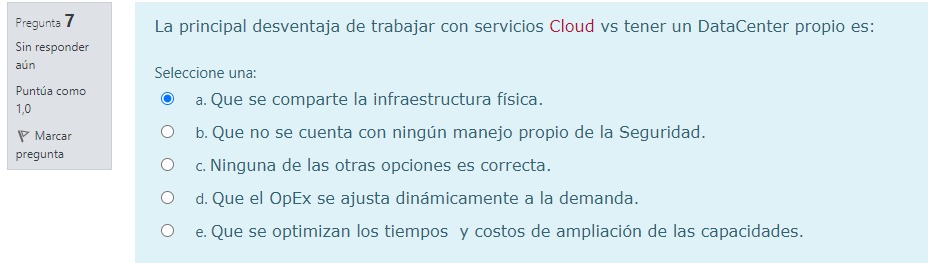 Pregunta 7
Sin responder
aún
Puntúa como
1,0
Marcar
pregunta
La principal desventaja de trabajar con servicios Cloud vs tener un DataCenter propio es:
Seleccione una:
a. Que se comparte la infraestructura física.
b. Que no se cuenta con ningún manejo propio de la Seguridad.
c. Ninguna de las otras opciones es correcta.
d. Que el OpEx se ajusta dinámicamente a la demanda.
e. Que se optimizan los tiempos y costos de ampliación de las capacidades.